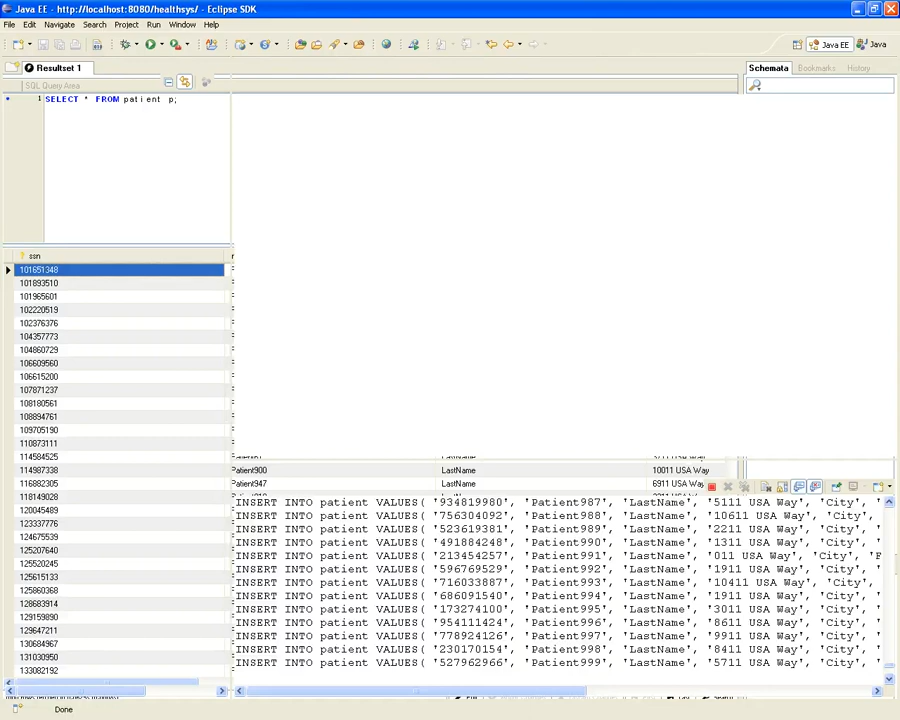 Java EE - http://localhost:8080/healthsys/ - Eclipse SDK
File Edit Navigate Search Project Run Window Help
Java EE Java
Resultset 1
Schemata Bookmarks History
SQL Query Area
1 SELECT * FROM patient p;
ssn
101651348
101893510
101965601
102220519
102376376
104357773
104860729
106609560
106615200
107871237
108180561
108894761
109705190
110873111
114584525
114987338 Patient900 LastName 10011 USA Way
116882305 Patient947 LastName 6911 USA Way
118149028
120045489
123337776
124675539
125207640
125520245
125615133
125860368
128683914
129159890
129647211
130684967
131030950
133082192
INSERT INTO patient VALUES( '934819980', 'Patient987', 'LastName', '5111 USA Way', 'City', '
INSERT INTO patient VALUES( '756304092', 'Patient988', 'LastName', '10611 USA Way', 'City',
INSERT INTO patient VALUES( '523619381', 'Patient989', 'LastName', '2211 USA Way', 'City', '
INSERT INTO patient VALUES( '491884248', 'Patient990', 'LastName', '1311 USA Way', 'City', '
INSERT INTO patient VALUES( '213454257', 'Patient991', 'LastName', '011 USA Way', 'City', 'F
INSERT INTO patient VALUES( '596769529', 'Patient992', 'LastName', '1911 USA Way', 'City', '
INSERT INTO patient VALUES( '716033887', 'Patient993', 'LastName', '10411 USA Way', 'City',
INSERT INTO patient VALUES( '686091540', 'Patient994', 'LastName', '1911 USA Way', 'City', '
INSERT INTO patient VALUES( '173274100', 'Patient995', 'LastName', '3011 USA Way', 'City', '
INSERT INTO patient VALUES( '954111424', 'Patient996', 'LastName', '8611 USA Way', 'City', '
INSERT INTO patient VALUES( '778924126', 'Patient997', 'LastName', '9911 USA Way', 'City', '
INSERT INTO patient VALUES( '230170154', 'Patient998', 'LastName', '8411 USA Way', 'City', '
INSERT INTO patient VALUES( '527962966', 'Patient999', 'LastName', '5711 USA Way', 'City', '
Done